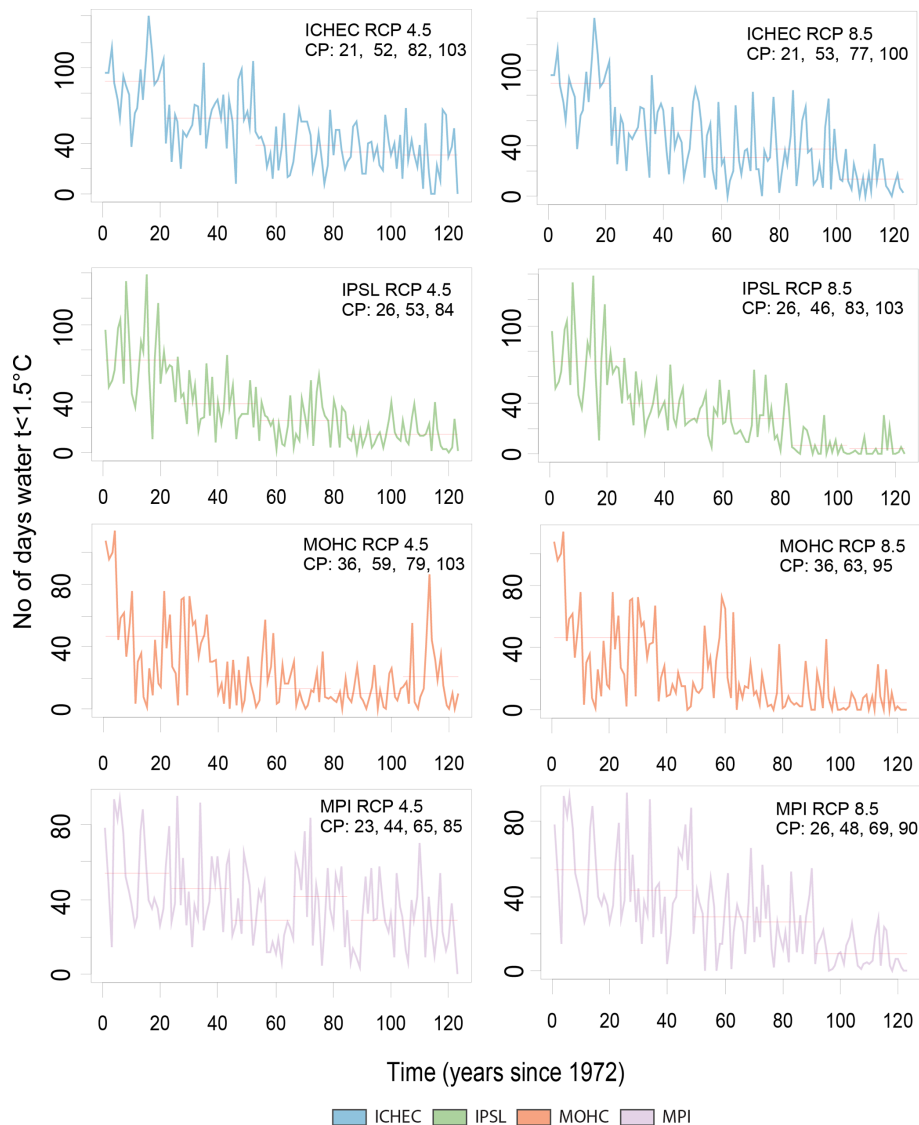 ICHEC RCP 4.5
CP: 21, 52, 82, 103
0 40 100
0 20 40 60 80 100 120
ICHEC RCP 8.5
CP: 21, 53, 77, 100
0 40 100
0 20 40 60 80 100 120
IPSL RCP 4.5
CP: 26, 53, 84
0 40 100
0 20 40 60 80 100 120
IPSL RCP 8.5
CP: 26, 46, 83, 103
0 40 100
0 20 40 60 80 100 120
No of days water t<1.5°C
MOHC RCP 4.5
CP: 36, 59, 79, 103
0 40 80
0 20 40 60 80 100 120
MOHC RCP 8.5
CP: 36, 63, 95
0 40 80
0 20 40 60 80 100 120
MPI RCP 4.5
CP: 23, 44, 65, 85
0 40 80
0 20 40 60 80 100 120
MPI RCP 8.5
CP: 26, 48, 69, 90
0 40 80
0 20 40 60 80 100 120
Time (years since 1972)
ICHEC IPSL MOHC MPI